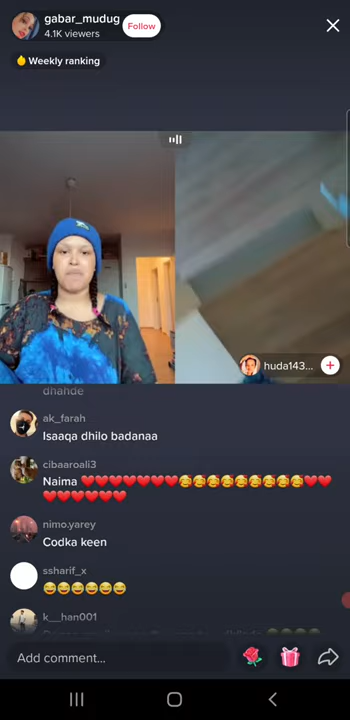 gabar_mudug
4.1K viewers
Follow
Weekly ranking
huda143...
dhande
ak_farah
Isaaqa dhilo badanaa
cibaaroali3
Naima ❤️❤️❤️❤️❤️❤️❤️🥰🥰🥰🥰🥰🥰🥰🥰🥰❤️❤️
❤️❤️❤️❤️❤️❤️
nimo.yarey
Codka keen
ssharif_x
😂😂😂😂😂😂
k__han001
Add comment...